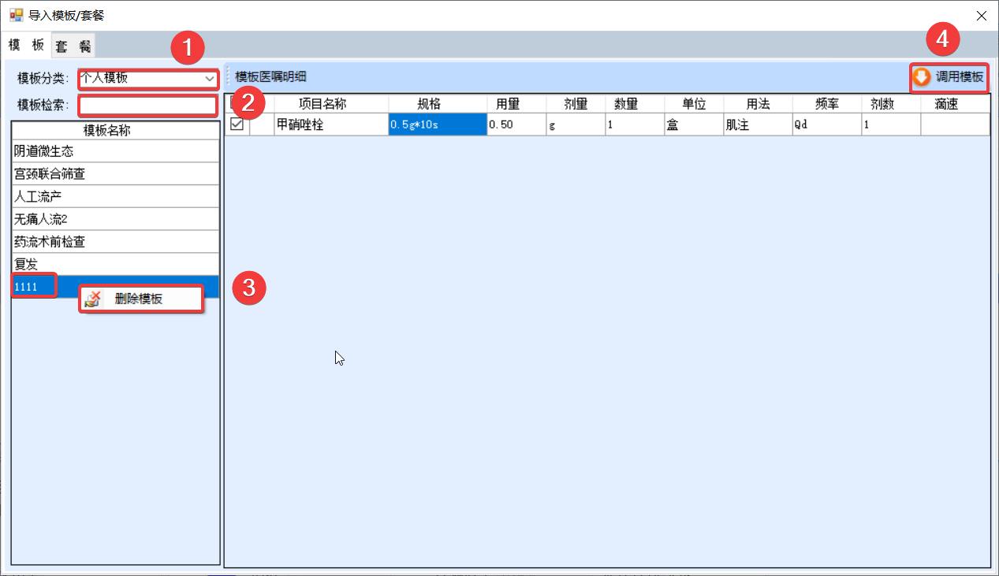 导入模板/套餐
模 板 套 餐
1
4
模板分类： 个人模板
模板医嘱明细
调用模板
模板检索：
2
项目名称 规格 用量 剂量 数量 单位 用法 频率 剂数 滴速
甲硝唑栓 0.5g*10s 0.50 g 1 盒 肌注 Qd 1
模板名称
阴道微生态
宫颈联合筛查
人工流产
无痛人流2
药流术前检查
复发
1111
删除模板
3